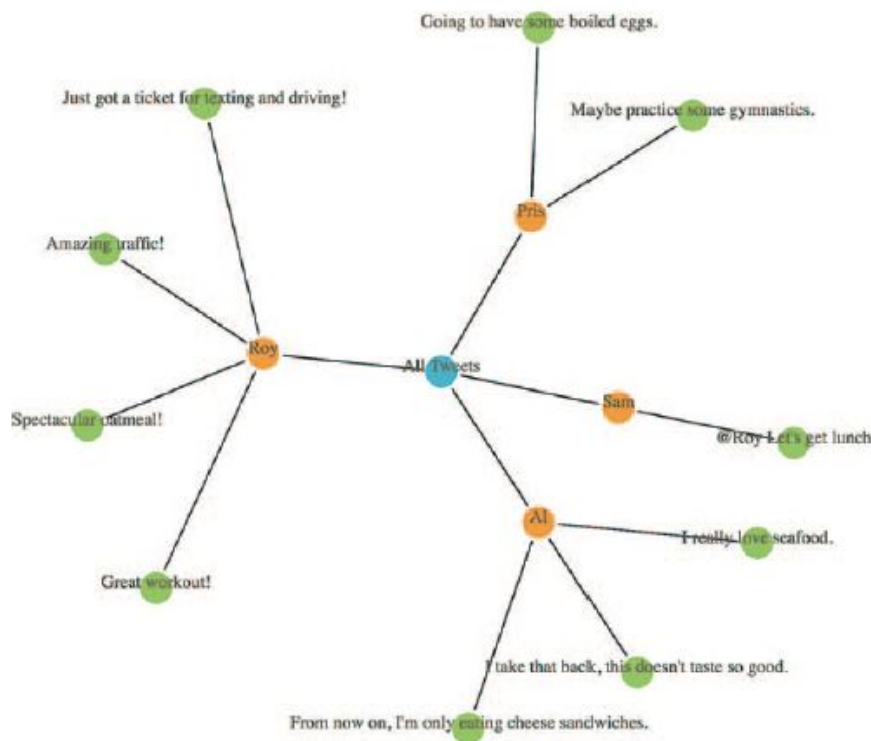 Going to have some boiled eggs.
Just got a ticket for texting and driving!
Maybe practice some gymnastics.
Pris
Amazing traffic!
Roy
All Tweets
Sam
Spectacular oatmeal!
@Roy Let's get lunch
Al
I really love seafood.
Great workout!
I take that back, this doesn't taste so good.
From now on, I'm only eating cheese sandwiches.